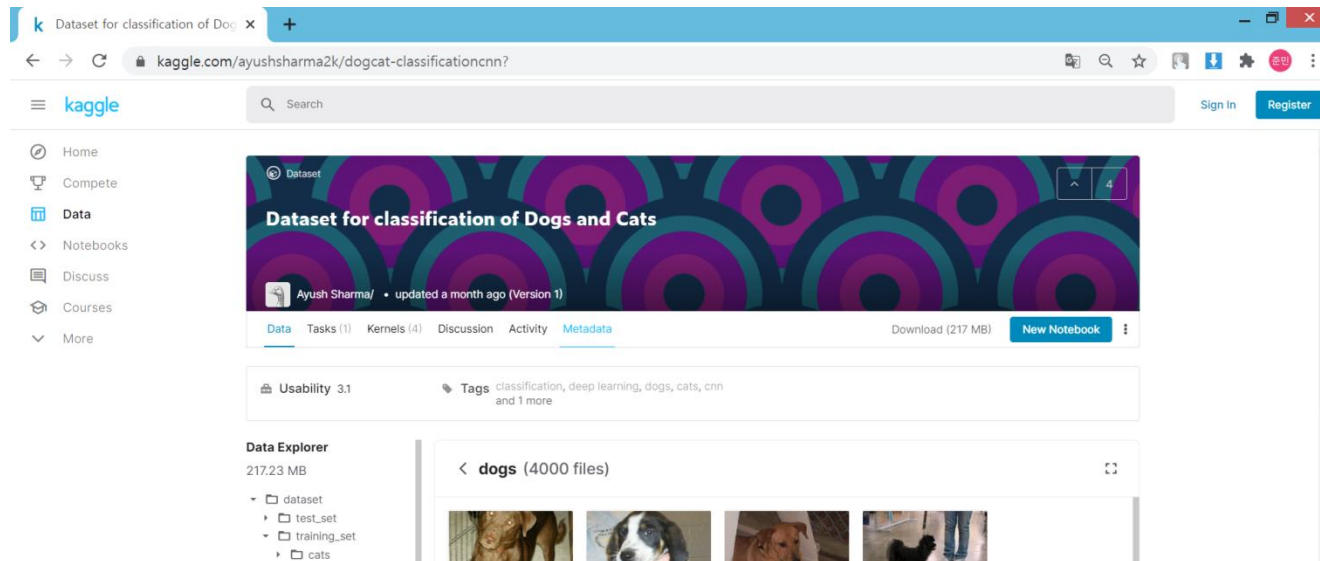 k Dataset for classification of Dog
kaggle.com/ayushsharma2k/dogcat-classificationcnn?
준민
kaggle
Search
Sign In
Register
Home
Compete
Data
Notebooks
Discuss
Courses
More
Dataset
4
Dataset for classification of Dogs and Cats
Ayush Sharma/ • updated a month ago (Version 1)
Data Tasks (1) Kernels (4) Discussion Activity Metadata Download (217 MB) New Notebook
Usability 3.1
Tags classification, deep learning, dogs, cats, cnn
and 1 more
Data Explorer
217.23 MB
dataset
test_set
training_set
cats
dogs (4000 files)